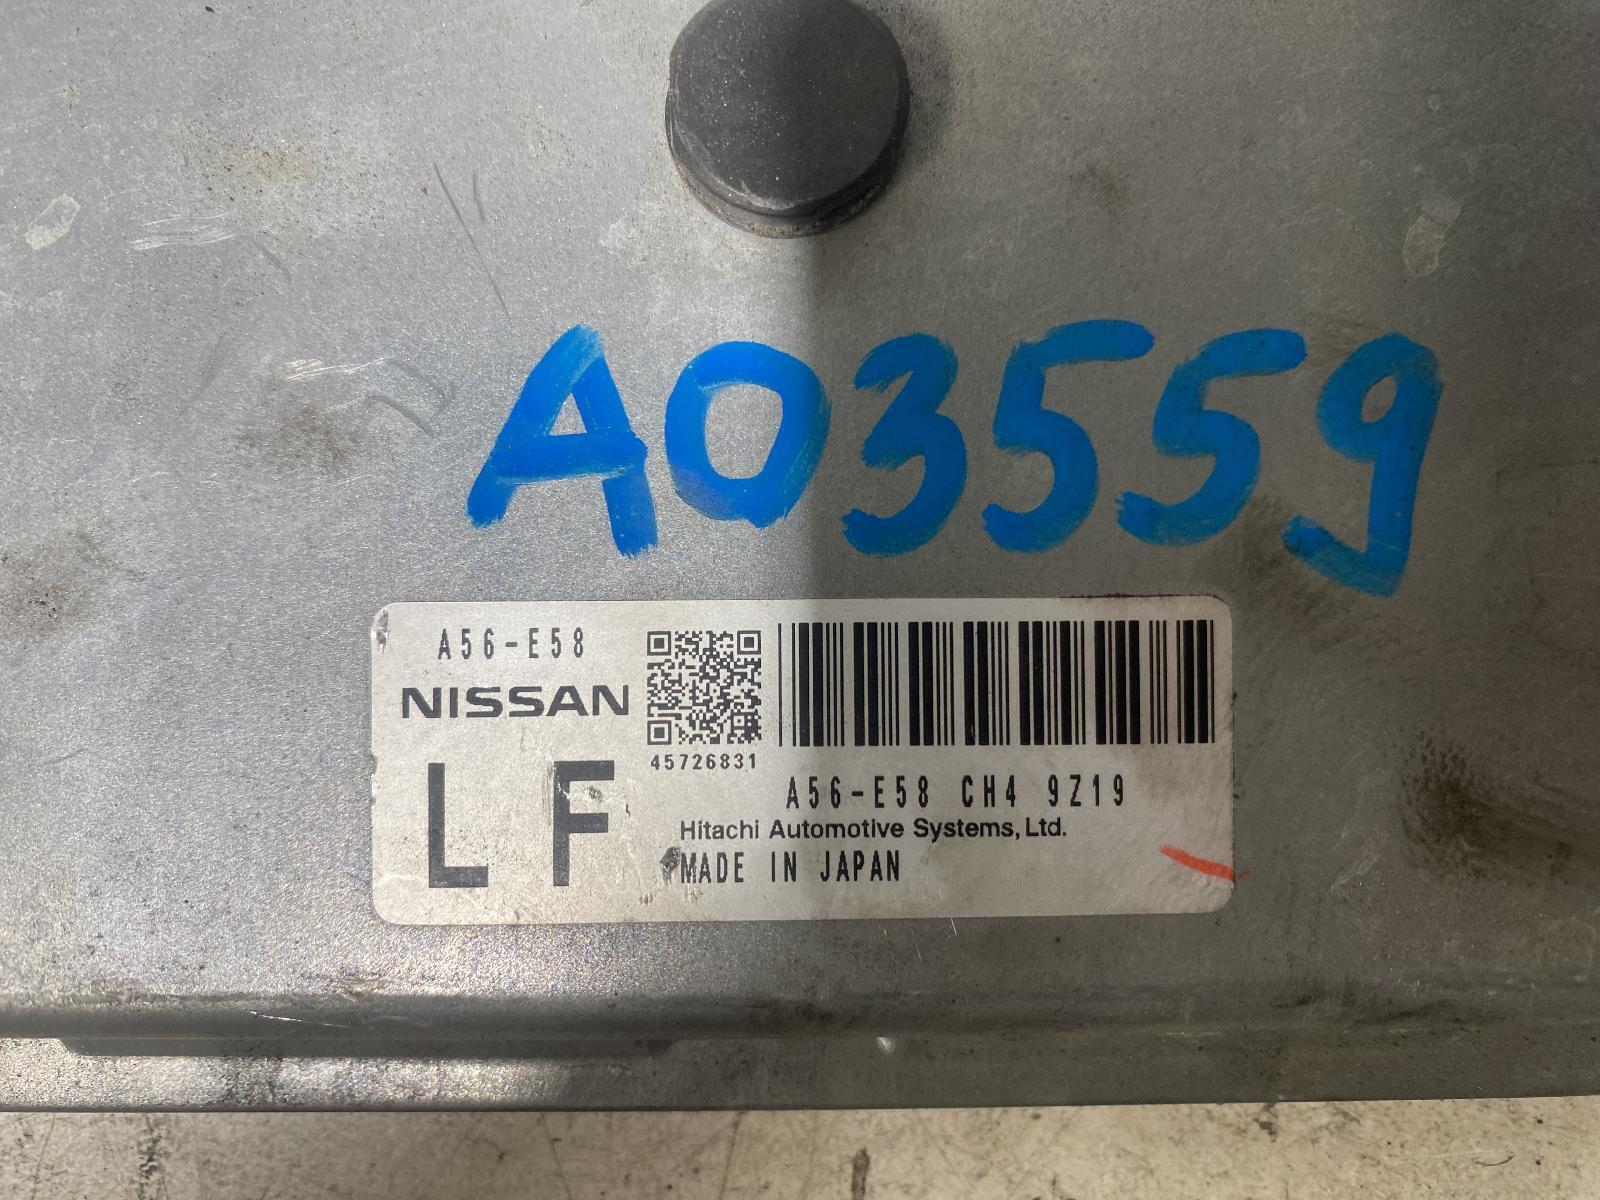 A03559
A56-E58
NISSAN
L F
45726831
A56-E58 CH4 9Z19
Hitachi Automotive Systems, Ltd.
MADE IN JAPAN